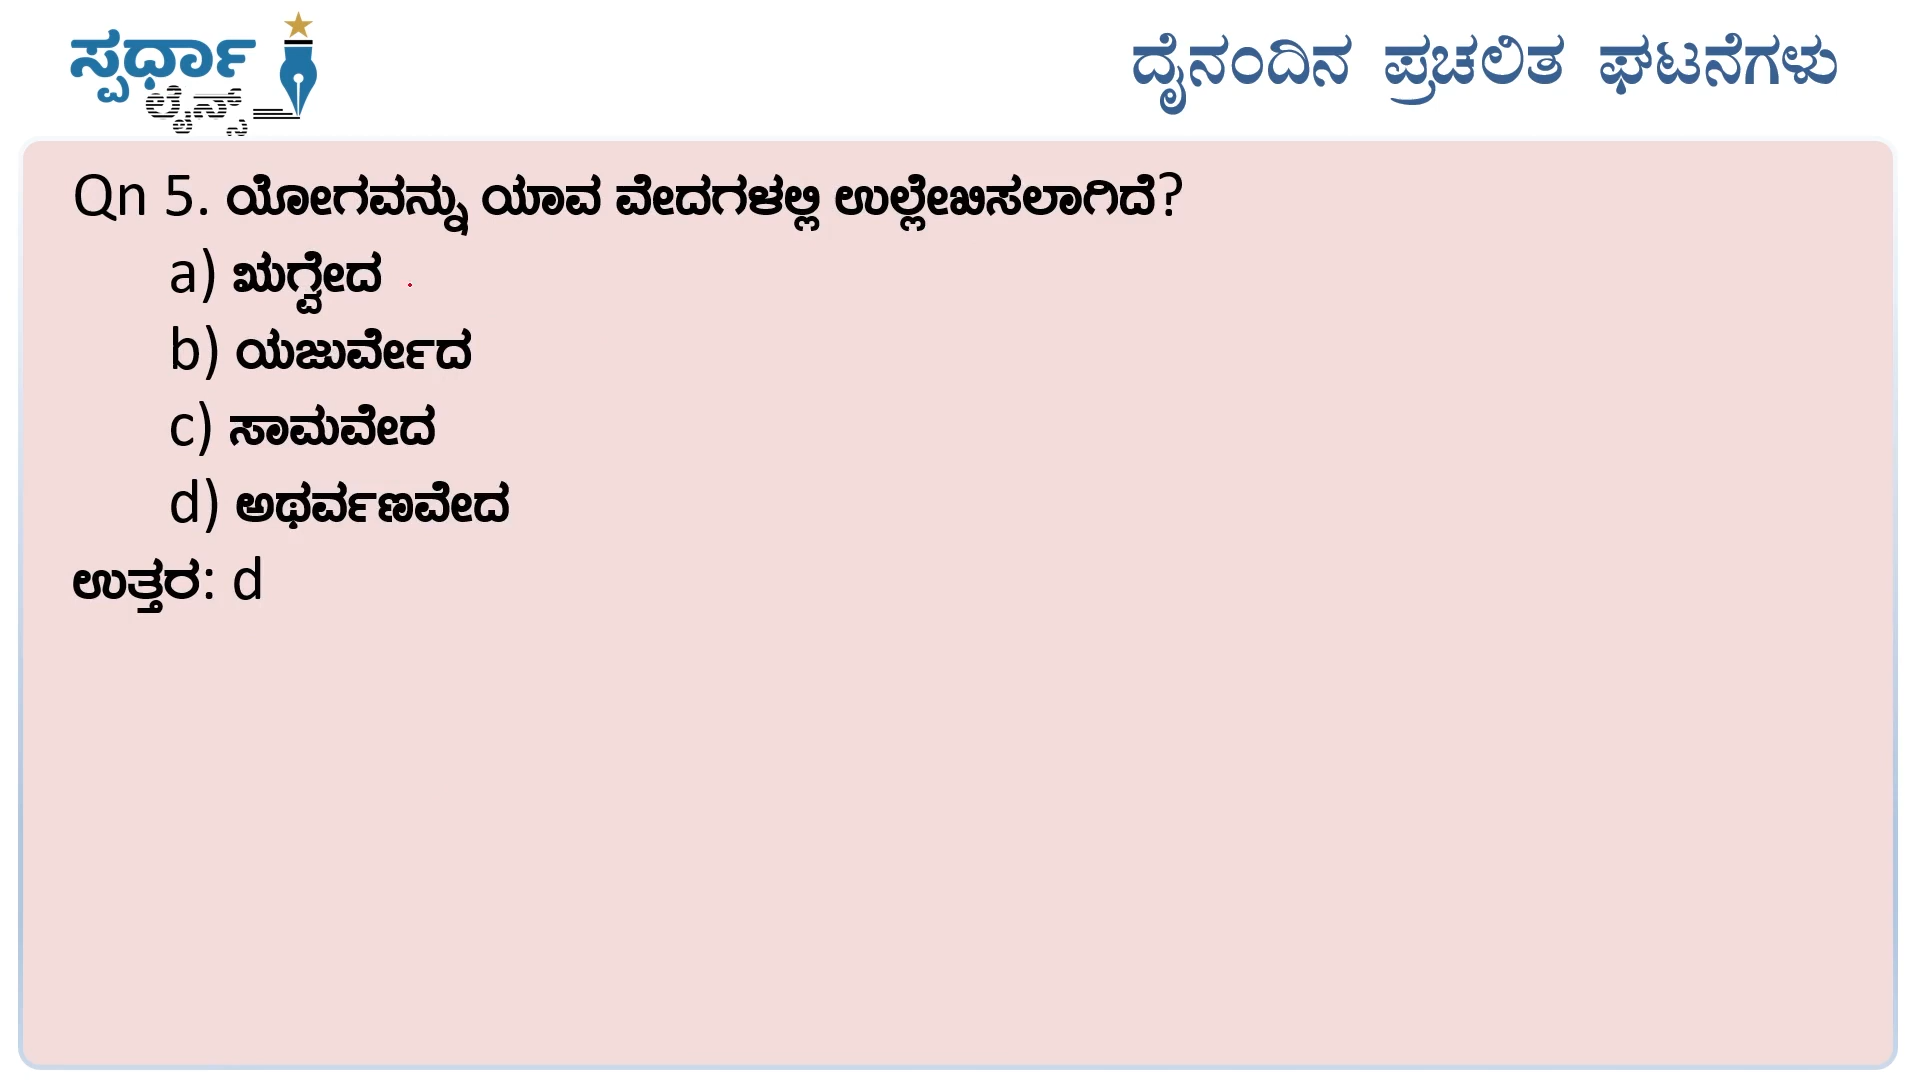 ಸ್ಪರ್ಧಾ
ಲೈನ್ಸ್
ದೈನಂದಿನ ಪ್ರಚಲಿತ ಘಟನೆಗಳು
Qn 5. ಯೋಗವನ್ನು ಯಾವ ವೇದಗಳಲ್ಲಿ ಉಲ್ಲೇಖಿಸಲಾಗಿದೆ?
a) ಋಗ್ವೇದ
b) ಯಜುರ್ವೇದ
c) ಸಾಮವೇದ
d) ಅಥರ್ವಣವೇದ
ಉತ್ತರ: d